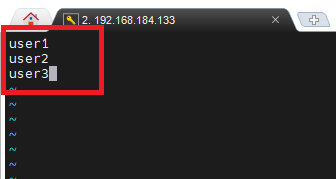 2. 192.168.184.133
user1
user2
user3
~
~
~
~
~
~
~